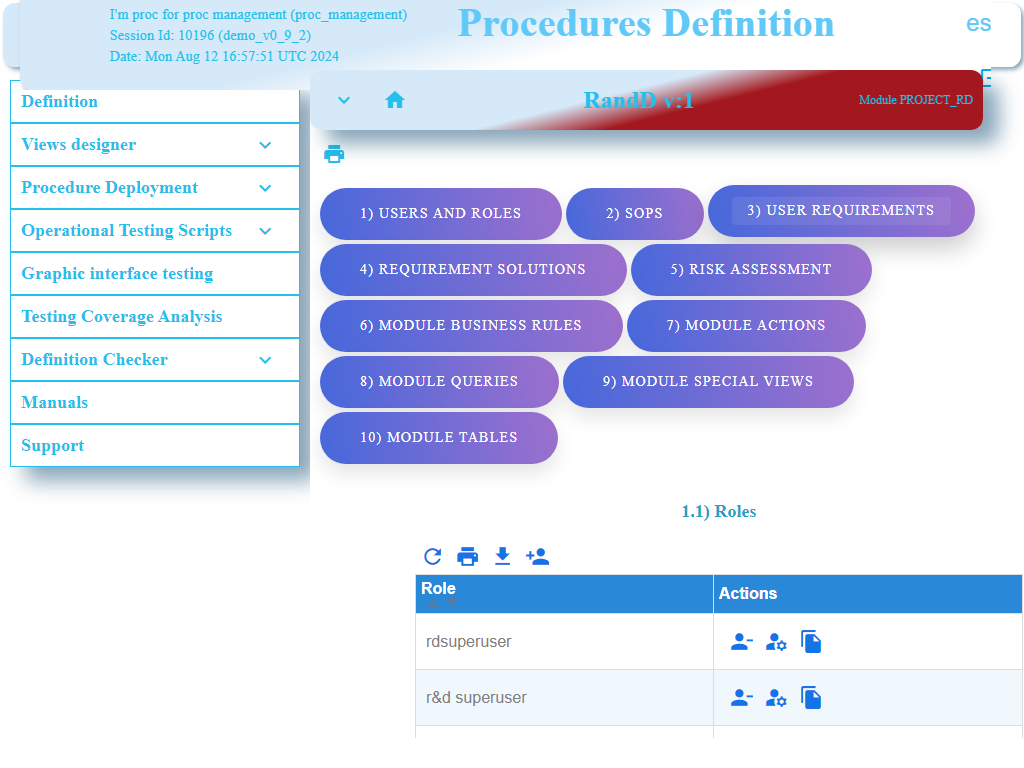 I'm proc for proc management (proc_management)
Session Id: 10196 (demo_v0_9_2)
Date: Mon Aug 12 16:57:51 UTC 2024
Procedures Definition
es
RandD v:1
Module PROJECT_RD
Definition
Views designer
Procedure Deployment
Operational Testing Scripts
Graphic interface testing
Testing Coverage Analysis
Definition Checker
Manuals
Support
1) USERS AND ROLES
2) SOPS
3) USER REQUIREMENTS
4) REQUIREMENT SOLUTIONS
5) RISK ASSESSMENT
6) MODULE BUSINESS RULES
7) MODULE ACTIONS
8) MODULE QUERIES
9) MODULE SPECIAL VIEWS
10) MODULE TABLES
1.1) Roles
Role
Actions
rdsuperuser
r&d superuser